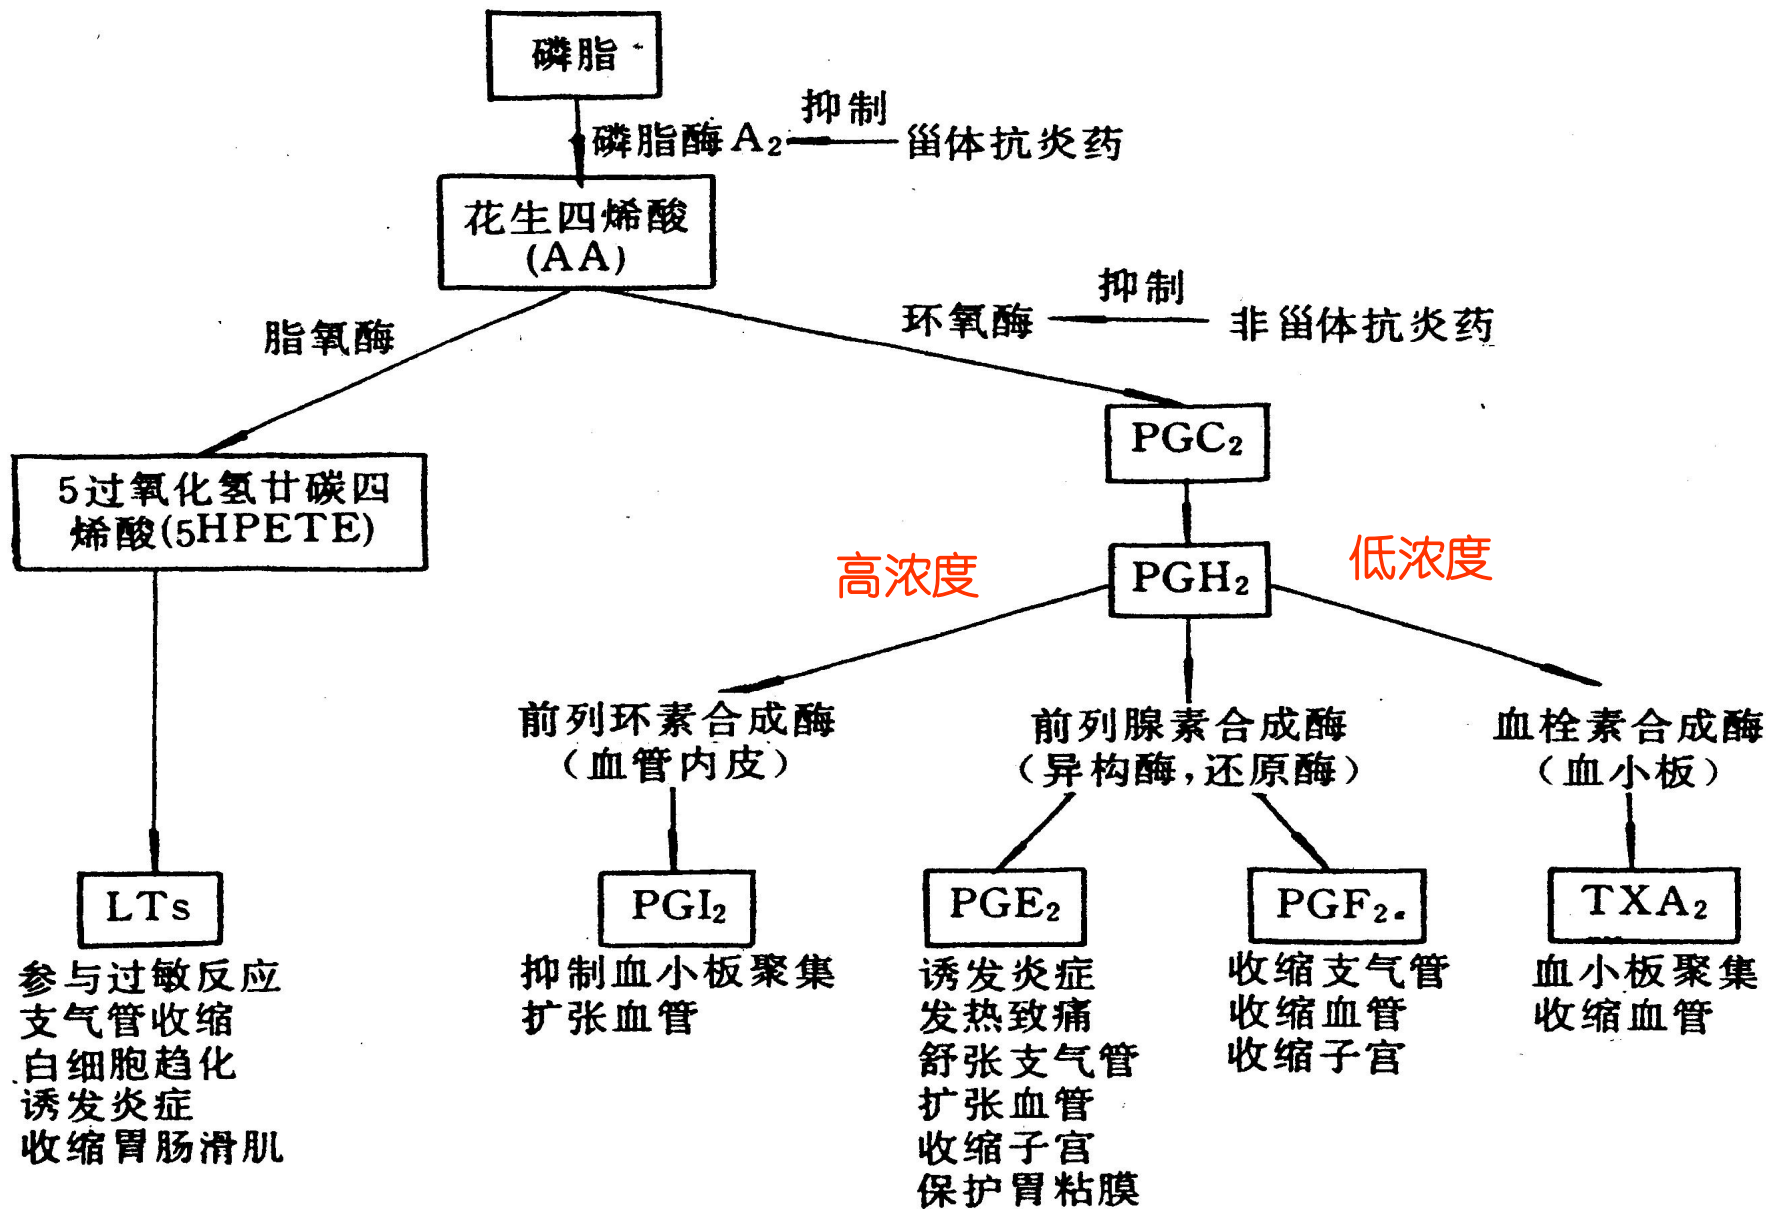 磷脂
抑制
磷脂酶A₂
甾体抗炎药
花生四烯酸
(AA)
脂氧酶
环氧酶
抑制
非甾体抗炎药
PGC₂
5过氧化氢廿碳四
烯酸(5HPETE)
高浓度
PGH₂
低浓度
前列环素合成酶
（血管内皮）
前列腺素合成酶
（异构酶，还原酶）
血栓素合成酶
（血小板）
LTs
参与过敏反应
支气管收缩
白细胞趋化
诱发炎症
收缩胃肠滑肌
PGI₂
抑制血小板聚集
扩张血管
PGE₂
诱发炎症
发热致痛
舒张支气管
扩张血管
收缩子宫
保护胃粘膜
PGF₂.
收缩支气管
收缩血管
收缩子宫
TXA₂
血小板聚集
收缩血管